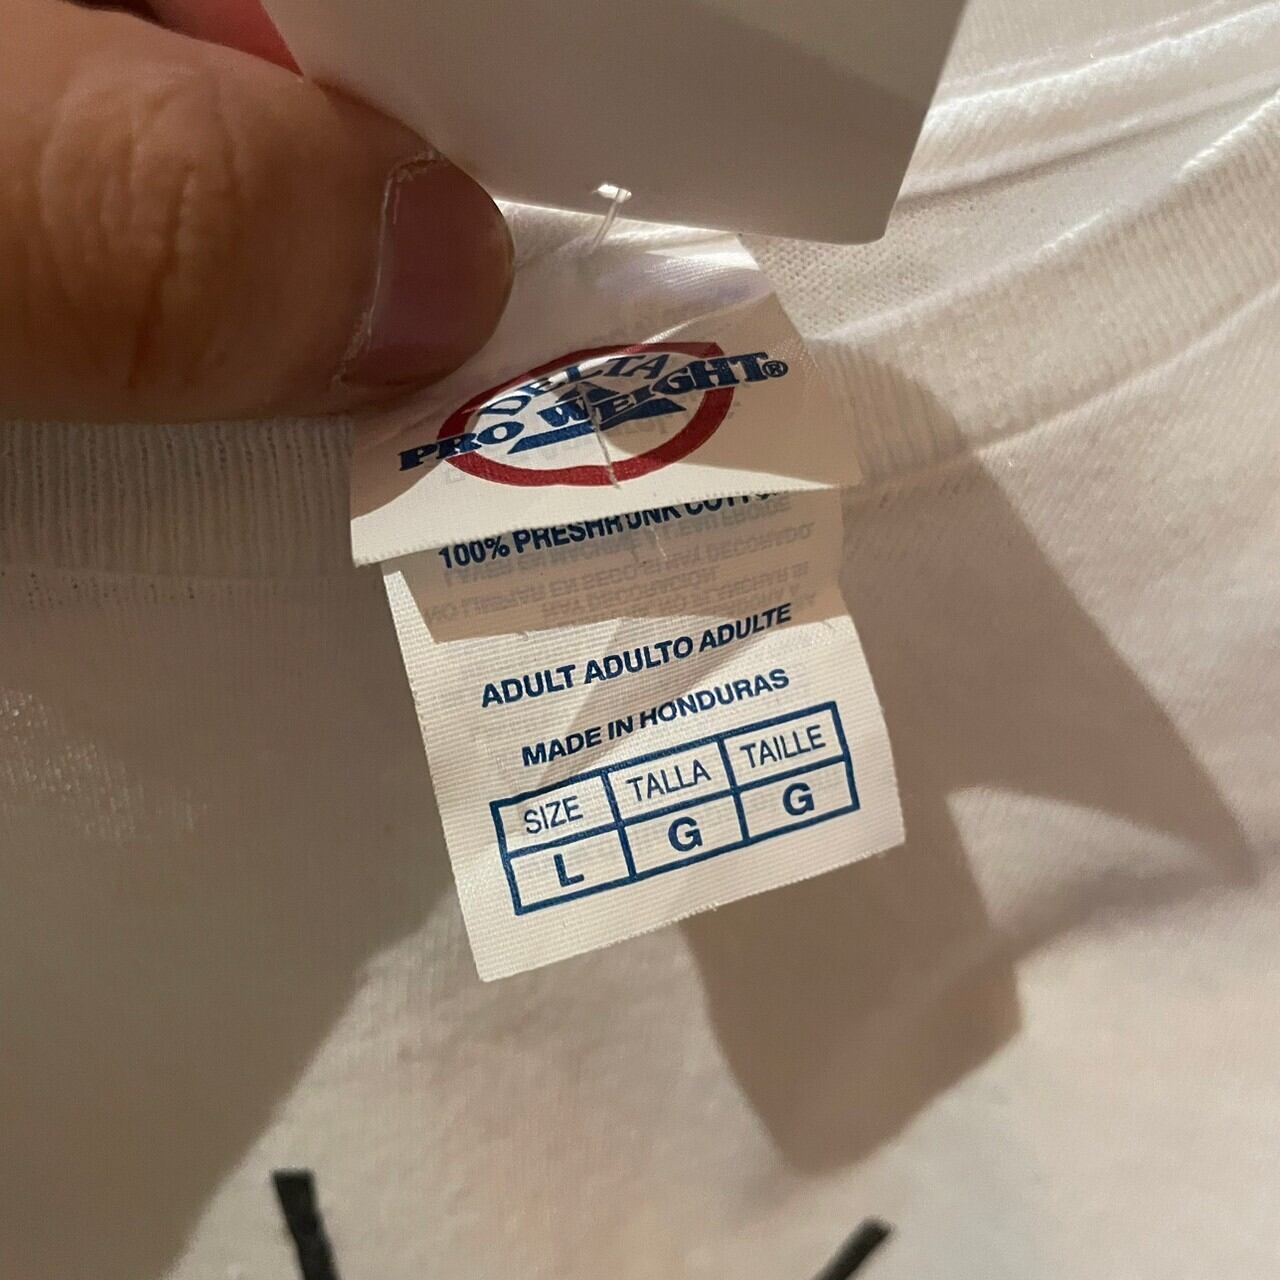 DELTA
PRO WEIGHT®
100% PRESHRUNK COTTON
ADULT ADULTO ADULTE
MADE IN HONDURAS
SIZE TALLA TAILLE
L G G